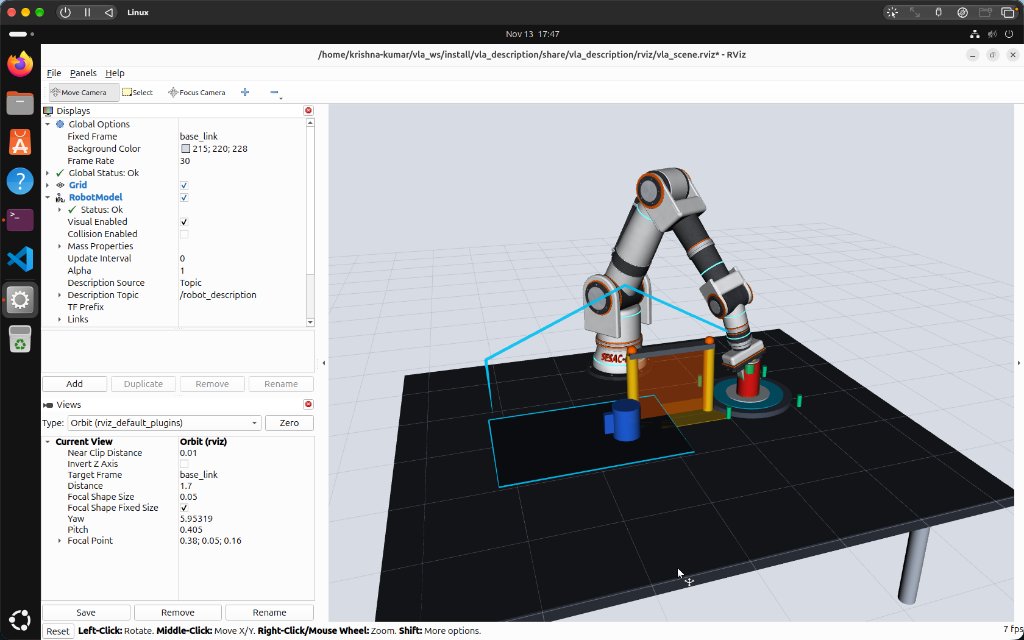 Linux
Nov 13 17:47
/home/krishna-kumar/vla_ws/install/vla_description/share/vla_description/rviz/vla_scene.rviz* - RViz
File Panels Help
Move Camera Select Focus Camera
Displays
Global Options
Fixed Frame base_link
Background Color 215; 220; 228
Frame Rate 30
Global Status: Ok
Grid
RobotModel
Status: Ok
Visual Enabled
Collision Enabled
Mass Properties
Update Interval 0
Alpha 1
Description Source Topic
Description Topic /robot_description
TF Prefix
Links
Add Duplicate Remove Rename
Views
Type: Orbit (rviz_default_plugins) Zero
Current View Orbit (rviz)
Near Clip Distance 0.01
Invert Z Axis
Target Frame base_link
Distance 1.7
Focal Shape Size 0.05
Focal Shape Fixed Size
Yaw 5.95319
Pitch 0.405
Focal Point 0.38; 0.05; 0.16
Save Remove Rename
Reset Left-Click: Rotate. Middle-Click: Move X/Y. Right-Click/Mouse Wheel: Zoom. Shift: More options.
7 fps